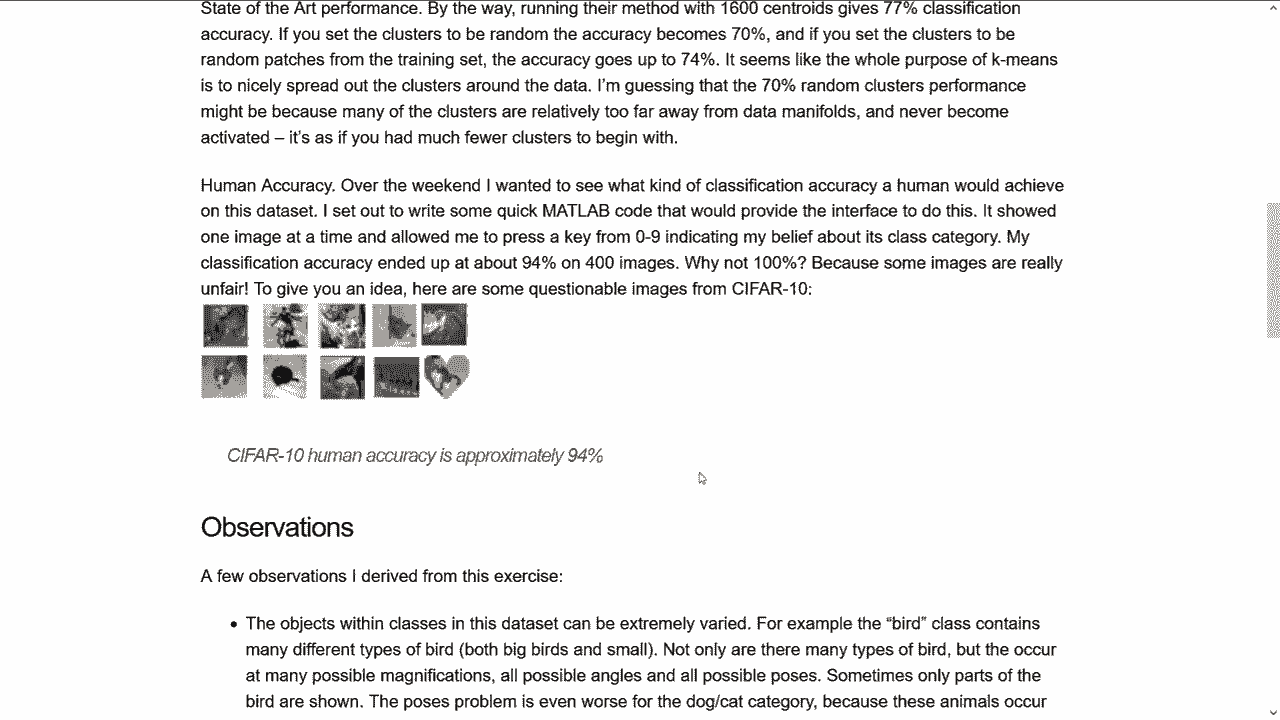 State of the Art performance. By the way, running their method with 1600 centroids gives 77% classification
accuracy. If you set the clusters to be random the accuracy becomes 70%, and if you set the clusters to be
random patches from the training set, the accuracy goes up to 74%. It seems like the whole purpose of k-means
is to nicely spread out the clusters around the data. I'm guessing that the 70% random clusters performance
might be because many of the clusters are relatively too far away from data manifolds, and never become
activated – it's as if you had much fewer clusters to begin with.
Human Accuracy. Over the weekend I wanted to see what kind of classification accuracy a human would achieve
on this dataset. I set out to write some quick MATLAB code that would provide the interface to do this. It showed
one image at a time and allowed me to press a key from 0-9 indicating my belief about its class category. My
classification accuracy ended up at about 94% on 400 images. Why not 100%? Because some images are really
unfair! To give you an idea, here are some questionable images from CIFAR-10:
CIFAR-10 human accuracy is approximately 94%
Observations
A few observations I derived from this exercise:
• The objects within classes in this dataset can be extremely varied. For example the “bird” class contains
many different types of bird (both big birds and small). Not only are there many types of bird, but the occur
at many possible magnifications, all possible angles and all possible poses. Sometimes only parts of the
bird are shown. The poses problem is even worse for the dog/cat category, because these animals occur